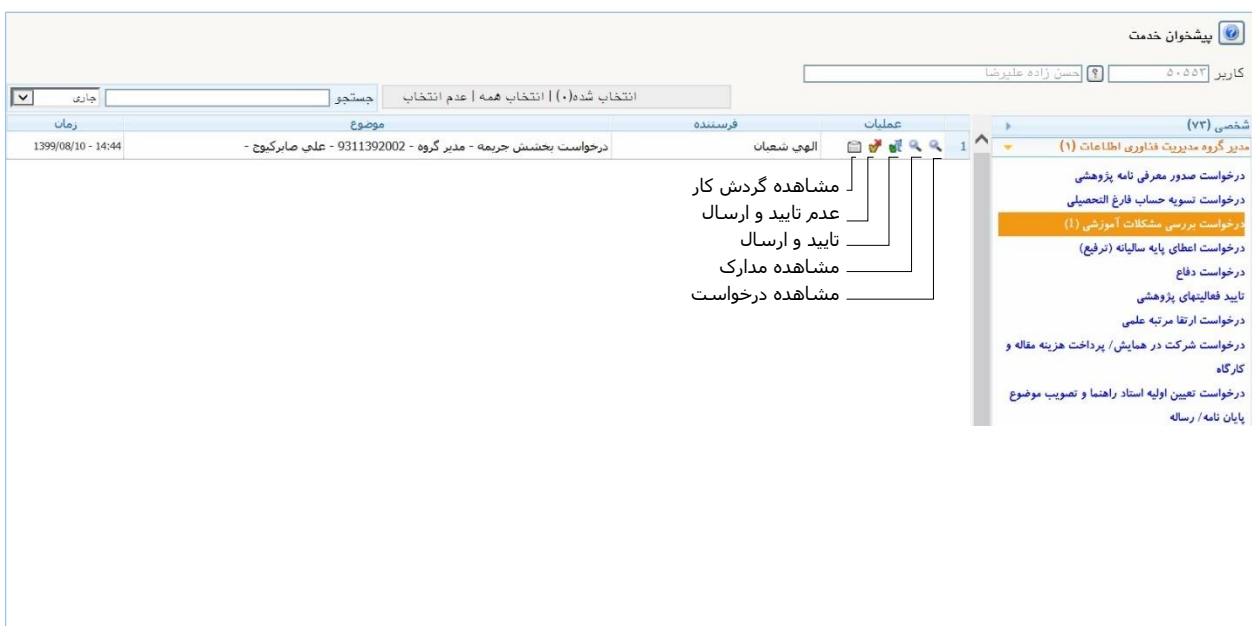 پیشخوان خدمت
کاربر ۵۰۵۵۳ حسن زاده علیرضا
انتخاب شده(۰) | انتخاب همه | عدم انتخاب جستجو جاری
شخصی (۷۳)
عملیات فرستنده موضوع زمان
مدیر گروه مدیریت فناوری اطلاعات (۱)
1 الهي شعبان درخواست بخشش جریمه - مدیر گروه - 9311392002 - علي صابرکیوج - 1399/08/10 - 14:44
درخواست صدور معرفی نامه پژوهشی
درخواست تسویه حساب فارغ التحصیلی
درخواست بررسی مشکلات آموزشی (1)
درخواست اعطای پایه سالیانه (ترفیع)
درخواست دفاع
تایید فعالیتهای پژوهشی
درخواست ارتقا مرتبه علمی
درخواست شرکت در همایش/ پرداخت هزینه مقاله و
کارگاه
درخواست تعیین اولیه استاد راهنما و تصویب موضوع
پایان نامه/ رساله
مشاهده گردش کار
عدم تایید و ارسال
تایید و ارسال
مشاهده مدارک
مشاهده درخواست